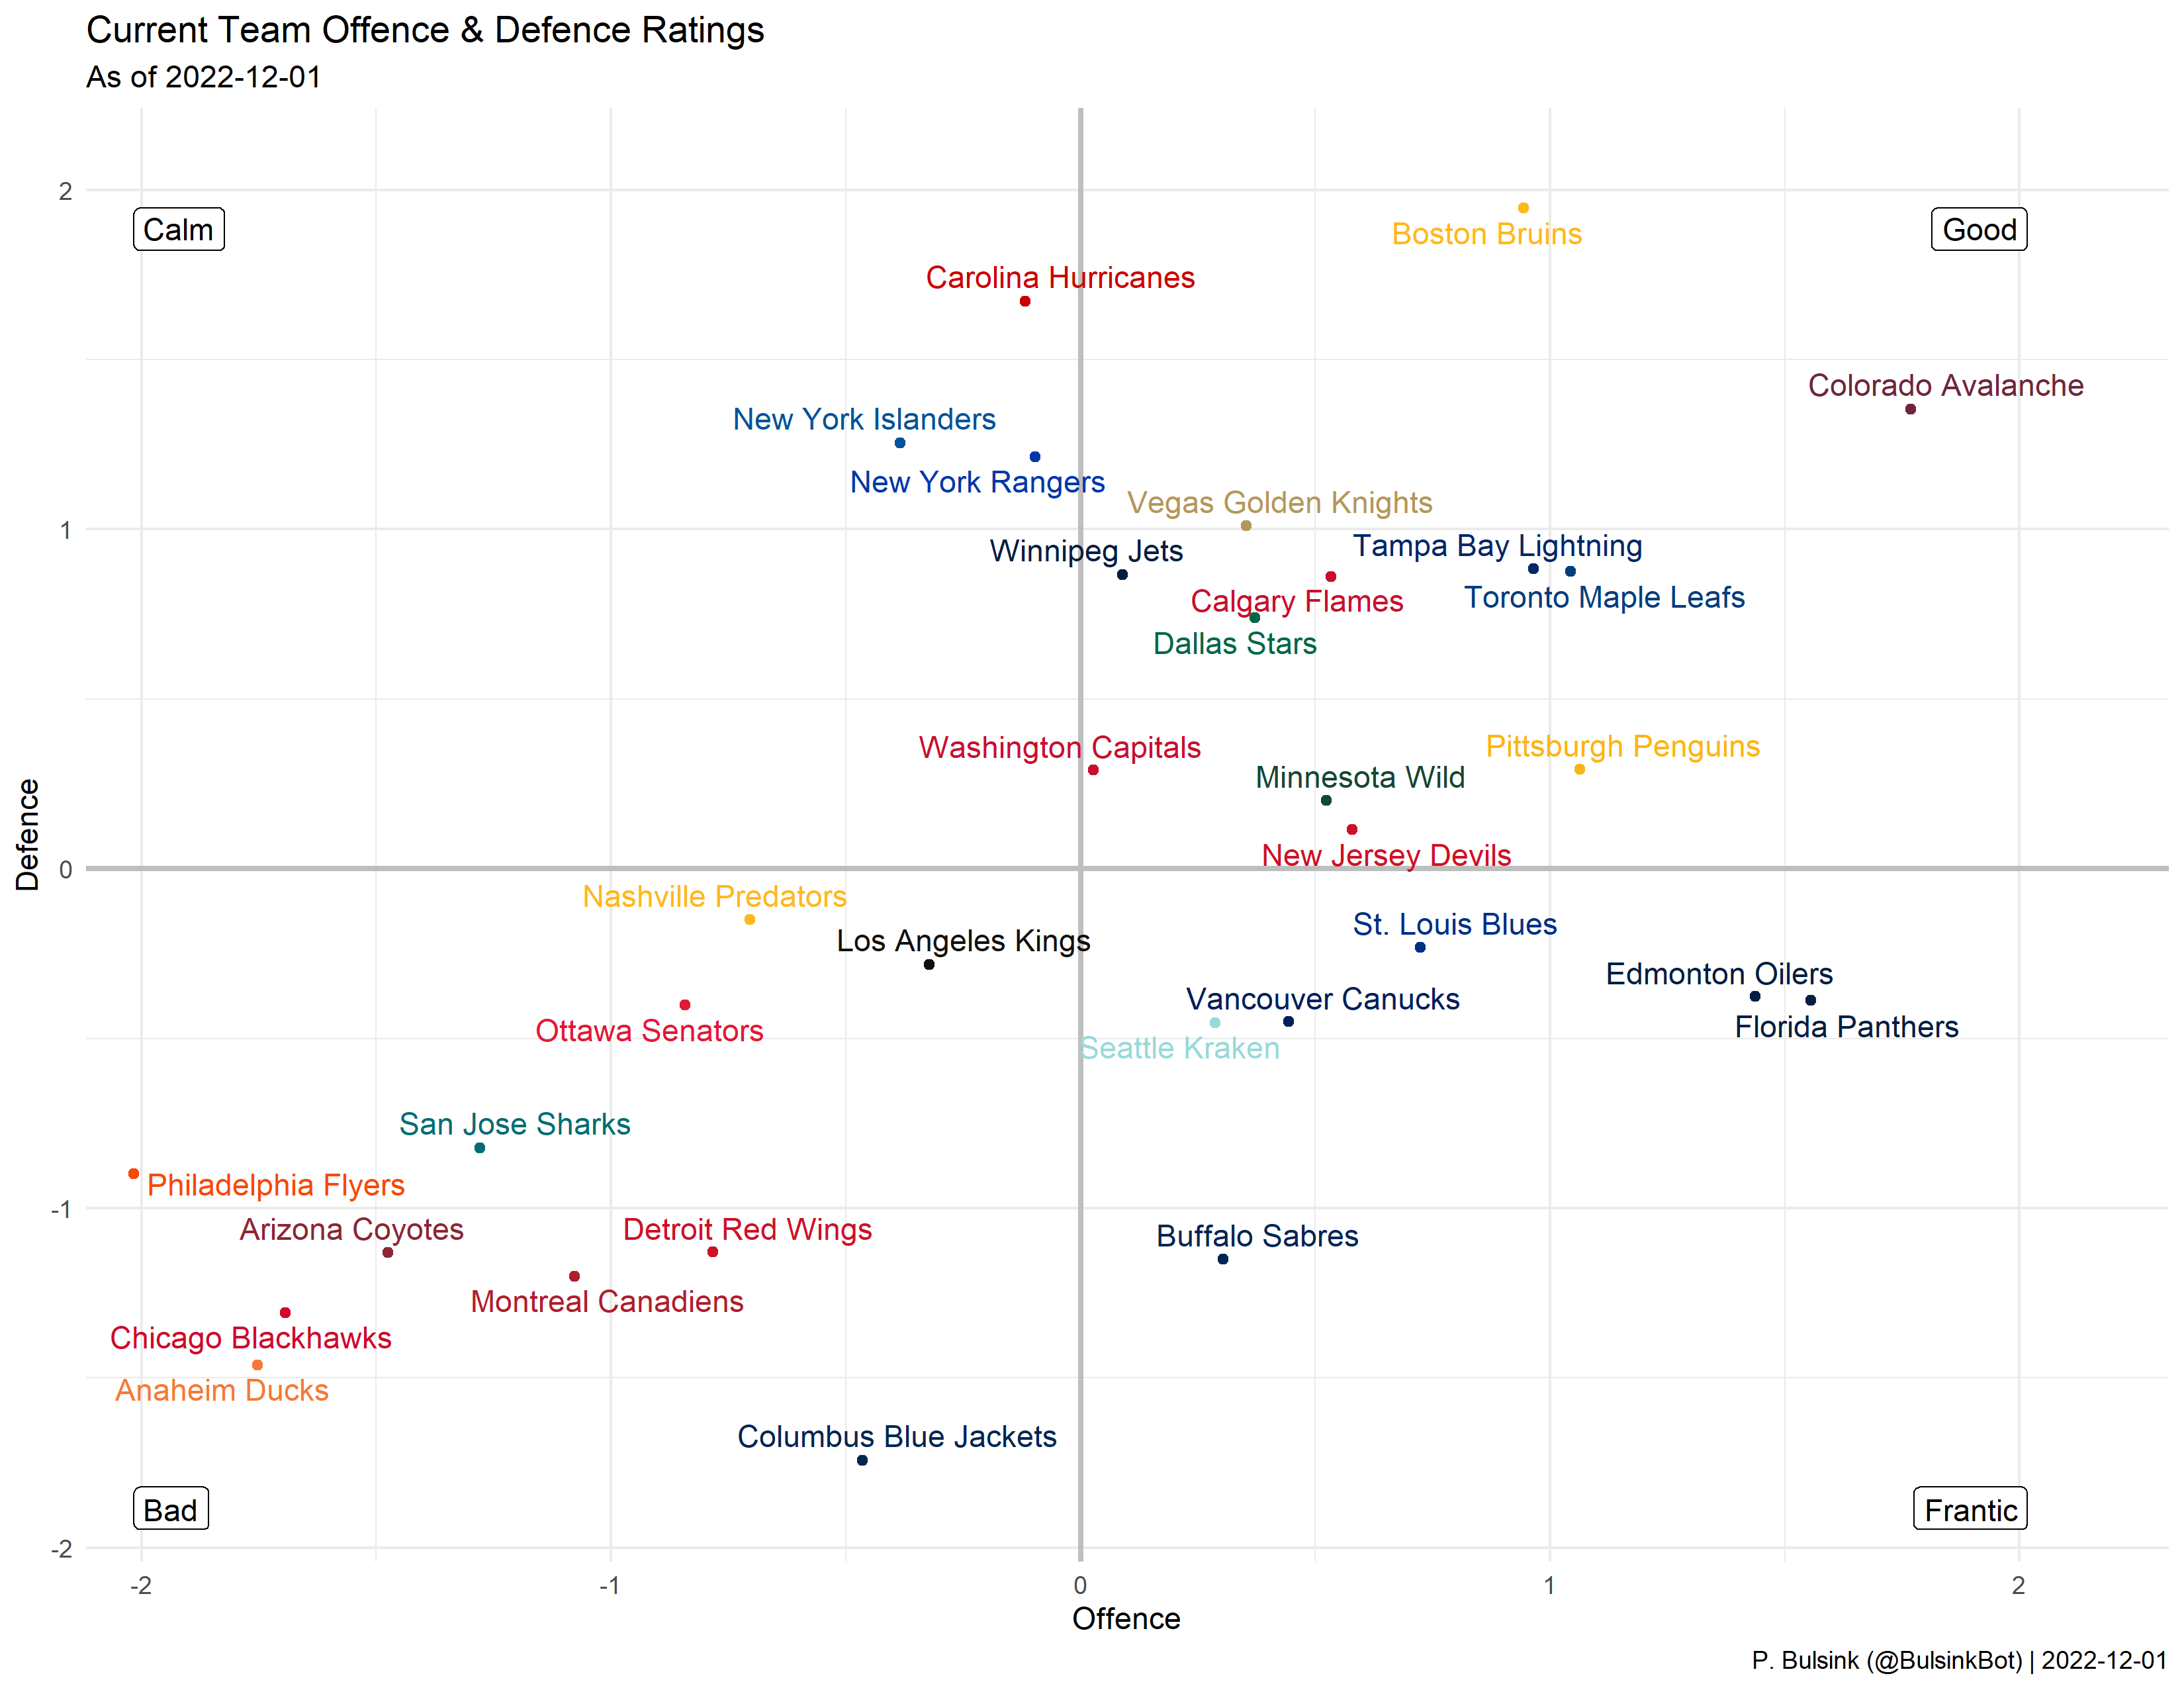 Current Team Offence & Defence Ratings
As of 2022-12-01
2
Calm
Good
Boston Bruins
Carolina Hurricanes
Colorado Avalanche
New York Islanders
New York Rangers
Vegas Golden Knights
1
Winnipeg Jets
Tampa Bay Lightning
Calgary Flames
Toronto Maple Leafs
Dallas Stars
Washington Capitals
Pittsburgh Penguins
Minnesota Wild
New Jersey Devils
Defence
0
Nashville Predators
St. Louis Blues
Los Angeles Kings
Edmonton Oilers
Vancouver Canucks
Florida Panthers
Ottawa Senators
Seattle Kraken
San Jose Sharks
Philadelphia Flyers
-1
Arizona Coyotes
Detroit Red Wings
Buffalo Sabres
Montreal Canadiens
Chicago Blackhawks
Anaheim Ducks
Columbus Blue Jackets
Bad
Frantic
-2
-2
-1
0
1
2
Offence
P. Bulsink (@BulsinkBot) | 2022-12-01